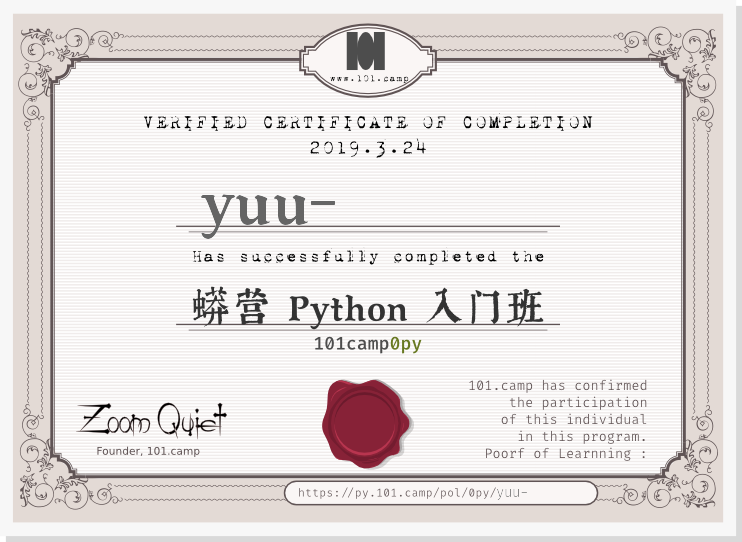 101
www.101.camp
VERIFIED CERTIFICATE OF COMPLETION
2019.3.24
yuu-
Has successfully completed the
蟒营 Python 入门班
101camp0py
Zoom Quiet
Founder, 101.camp
101.camp has confirmed
the participation
of this individual
in this program.
Poorf of Learnning :
https://py.101.camp/pol/0py/yuu-